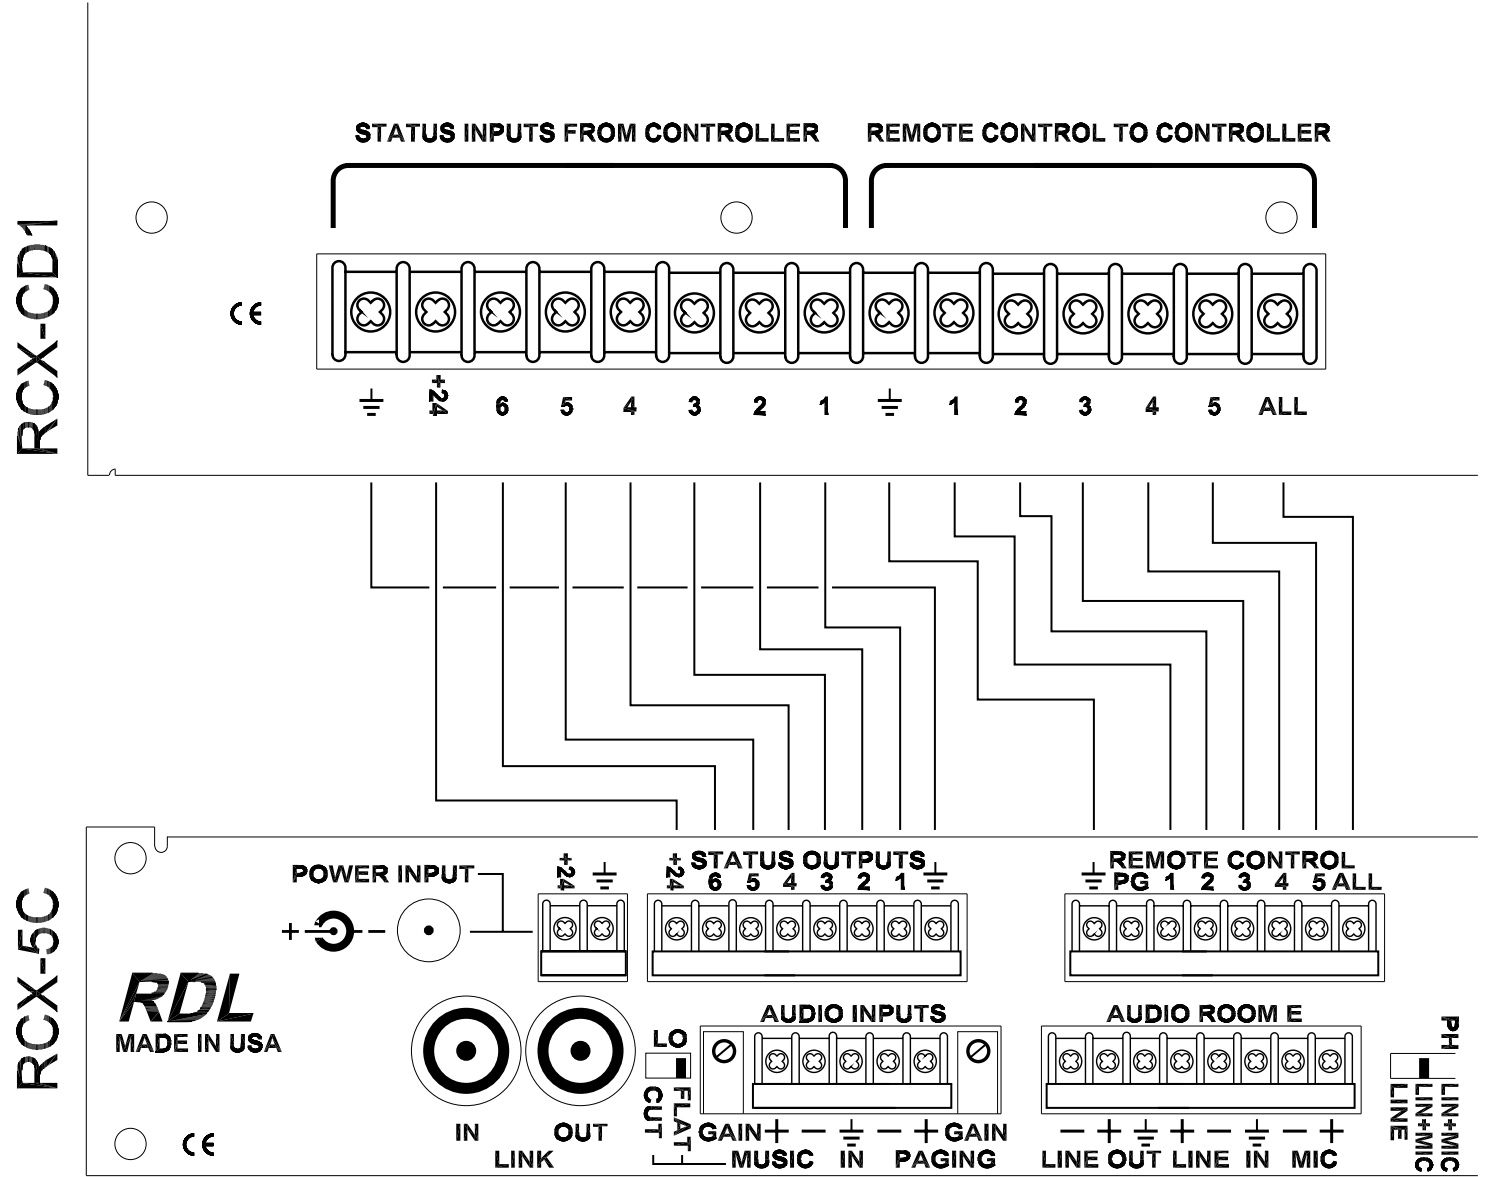 STATUS INPUTS FROM CONTROLLER REMOTE CONTROL TO CONTROLLER
RCX-CD1
CE
+24 6 5 4 3 2 1 1 2 3 4 5 ALL
RCX-5C
POWER INPUT
+ -
+24
STATUS OUTPUTS
+24 6 5 4 3 2 1
REMOTE CONTROL
PG 1 2 3 4 5 ALL
RDL
MADE IN USA
CE
IN OUT
LINK
LO
CUT
FLAT
AUDIO INPUTS
GAIN + - - + GAIN
MUSIC IN PAGING
AUDIO ROOM E
- + + - - +
LINE OUT LINE IN MIC
PH
LINE
LIN+MIC
LIN+MIC